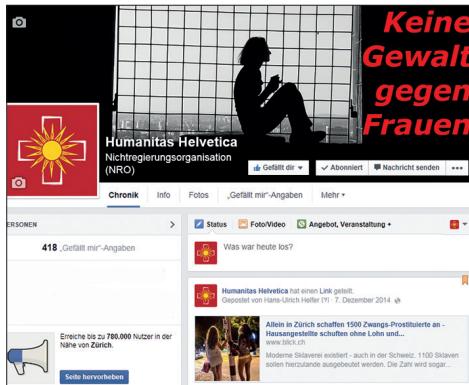 Keine
Gewalt
gegen
Frauen
Humanitas Helvetica
Nichtregierungsorganisation
(NRO)
Gefällt dir
Abonniert
Nachricht senden
Chronik Info Fotos „Gefällt mir“-Angaben Mehr
ERSONEN
418 „Gefällt mir“-Angaben
Erreiche bis zu 780.000 Nutzer in der
Nähe von Zürich.
Seite hervorheben
Status Foto/Video Angebot, Veranstaltung +
Was war heute los?
Humanitas Helvetica hat einen Link geteilt.
Gepostet von Hans-Ulrich Helfer [?] · 7. Dezember 2014
Allein in Zürich schaffen 1500 Zwangs-Prostituierte an -
Hausangestellte schuften ohne Lohn und...
www.blick.ch
Moderne Sklaverei existiert - auch in der Schweiz. 1100 Sklaven
sollen hierzulande ausgebeutet werden. Die Zahl wird sogar...